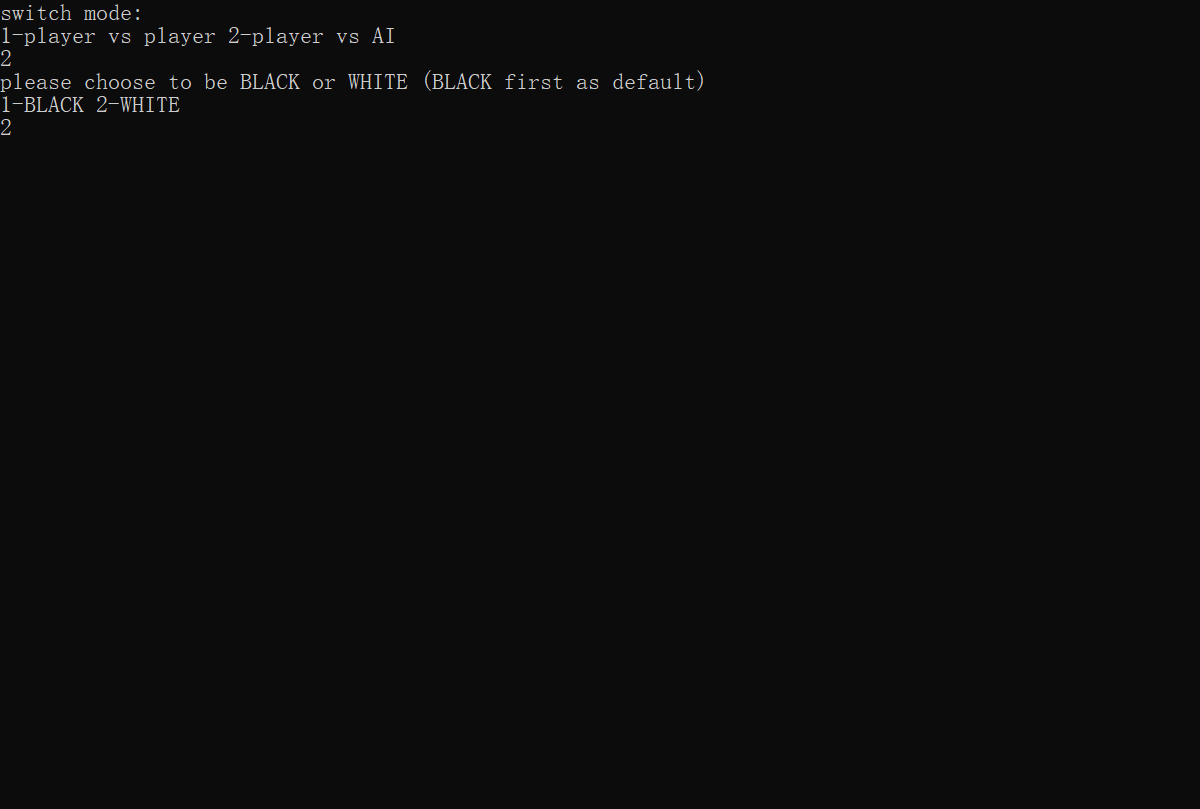 switch mode:
1-player vs player 2-player vs AI
2
please choose to be BLACK or WHITE (BLACK first as default)
1-BLACK 2-WHITE
2